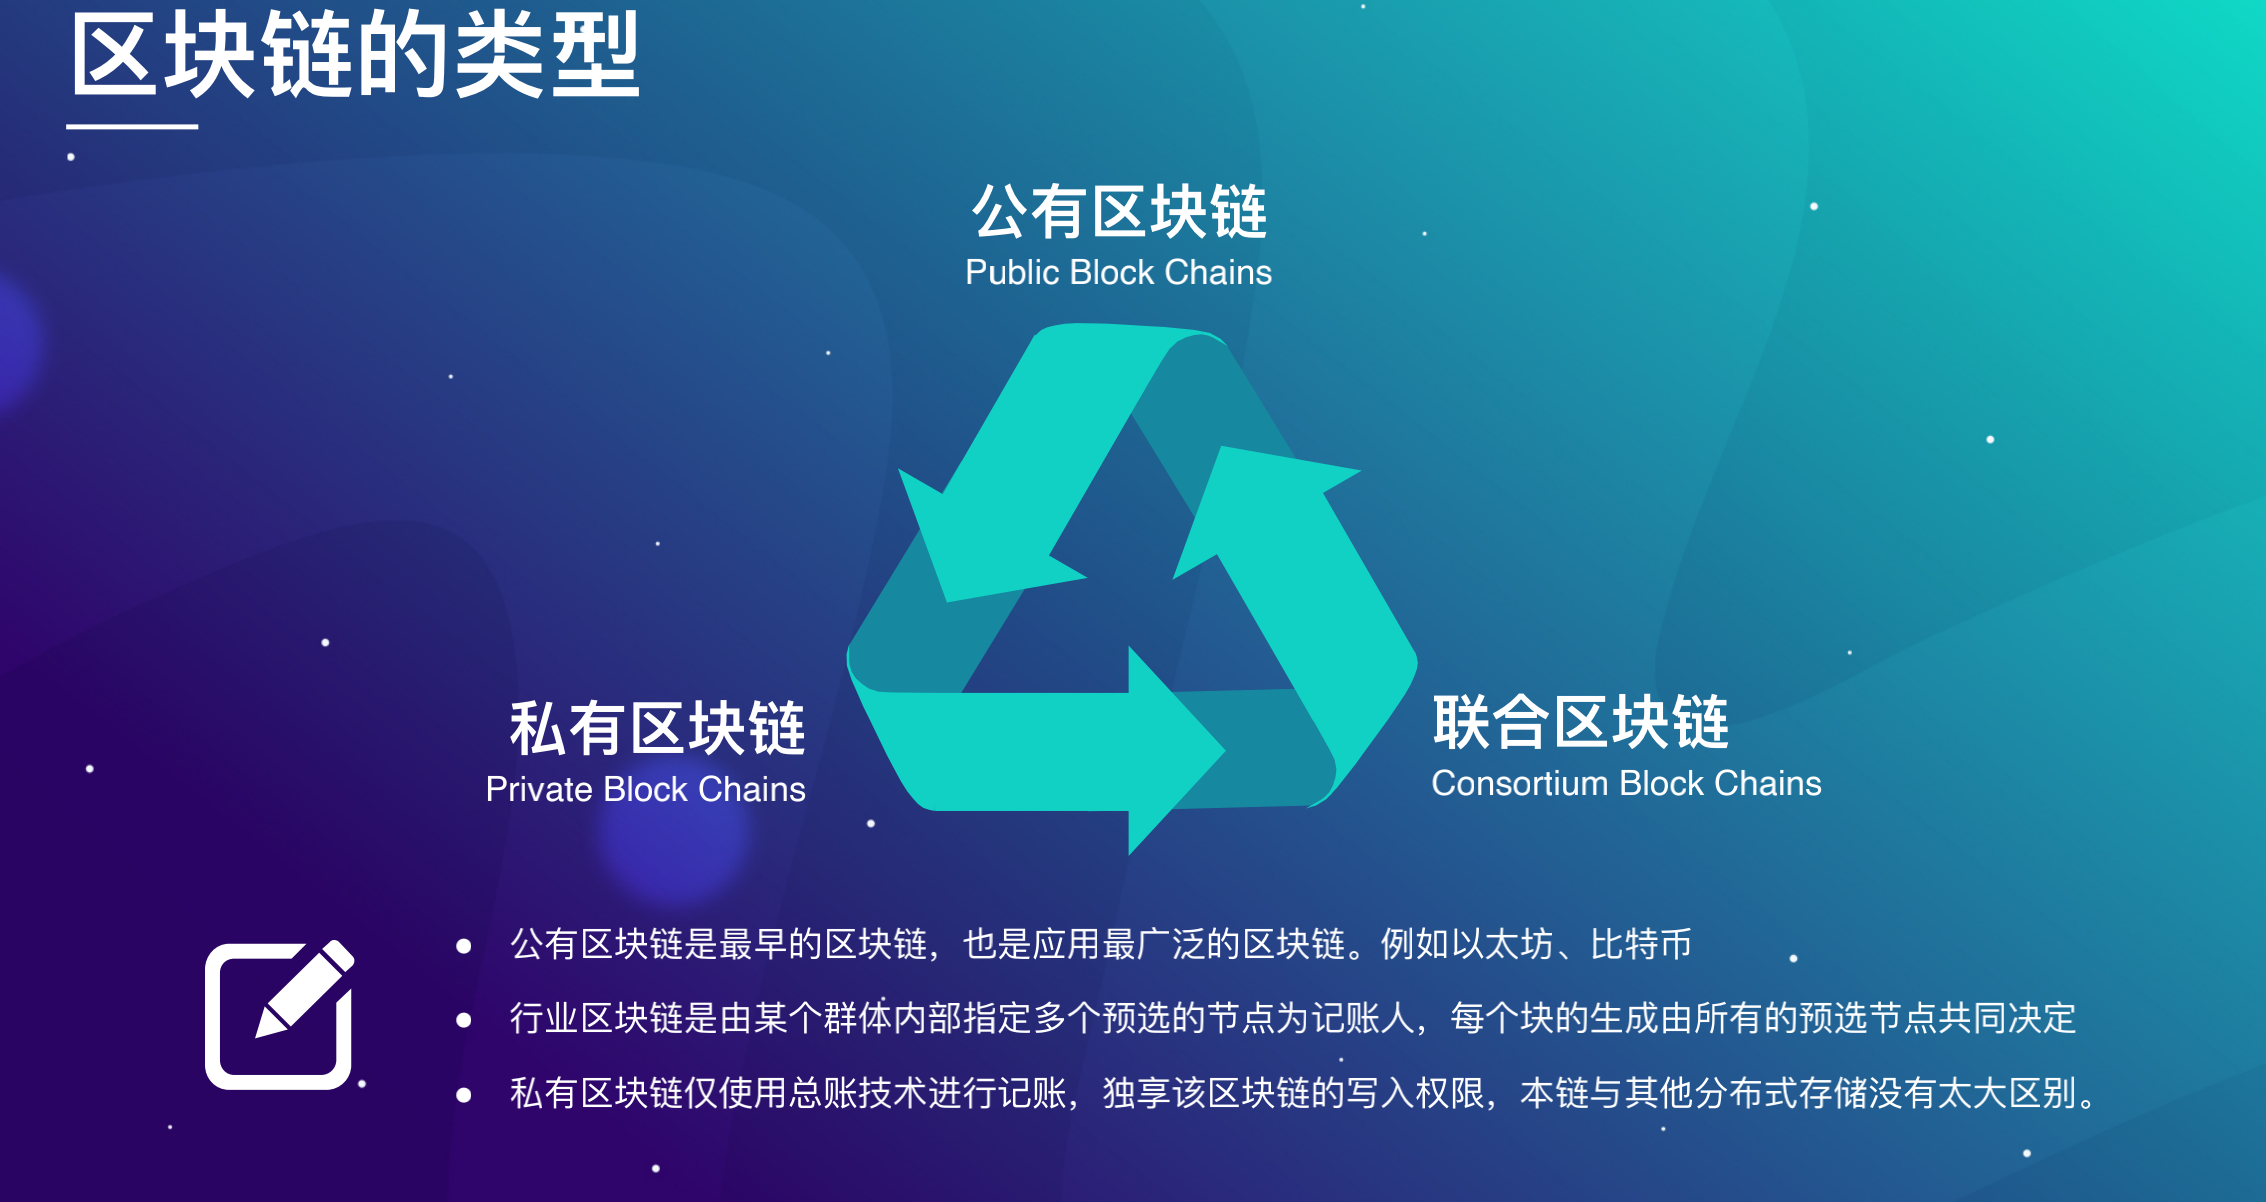 区块链的类型
公有区块链
Public Block Chains
私有区块链
Private Block Chains
联合区块链
Consortium Block Chains
● 公有区块链是最早的区块链，也是应用最广泛的区块链。例如以太坊、比特币
● 行业区块链是由某个群体内部指定多个预选的节点为记账人，每个块的生成由所有的预选节点共同决定
● 私有区块链仅使用总账技术进行记账，独享该区块链的写入权限，本链与其他分布式存储没有太大区别。